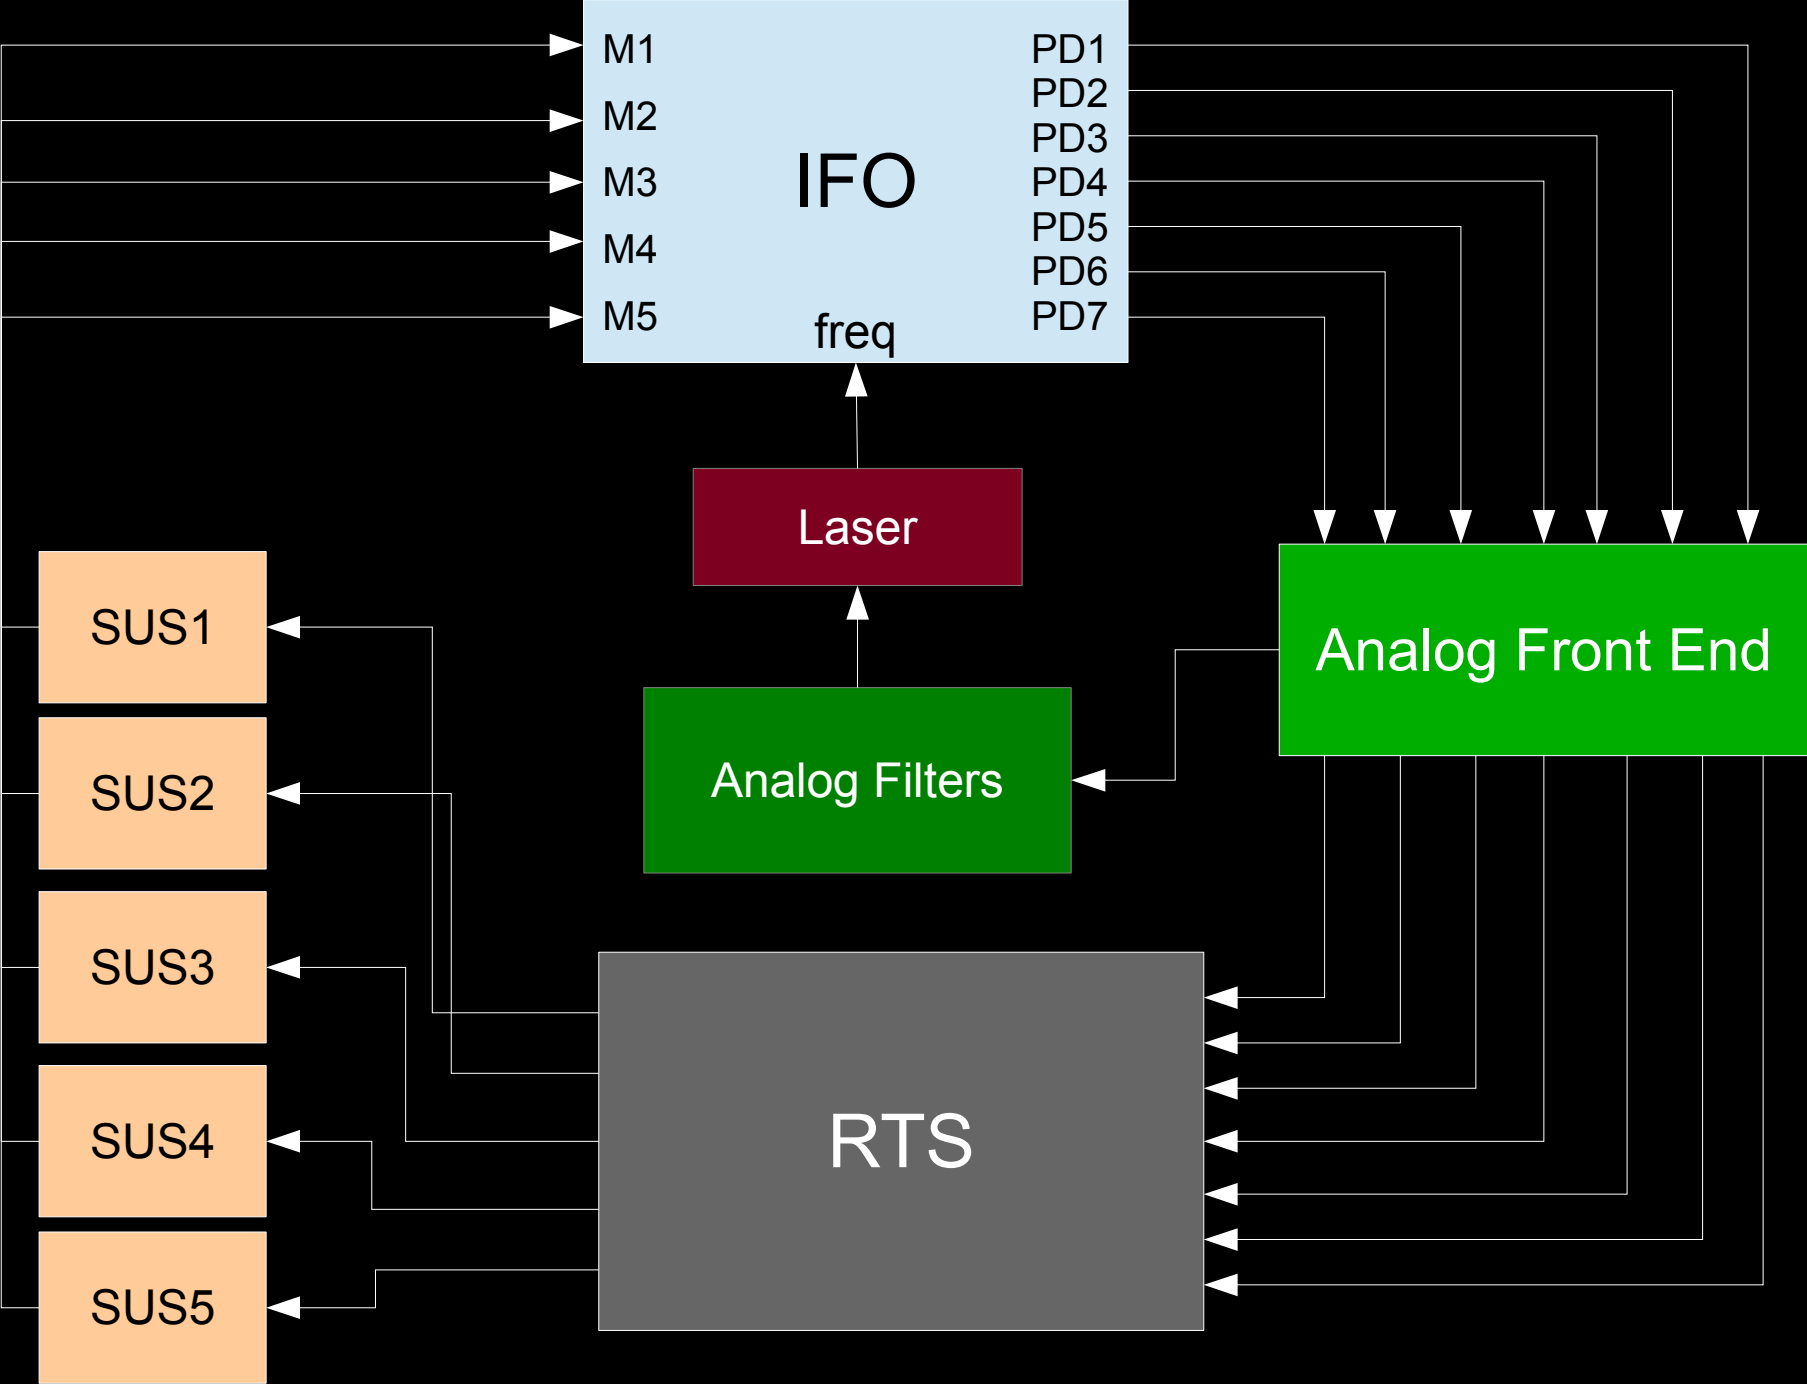 M1
M2
M3
M4
M5
IFO
freq
PD1
PD2
PD3
PD4
PD5
PD6
PD7
Laser
Analog Front End
Analog Filters
SUS1
SUS2
SUS3
SUS4
SUS5
RTS